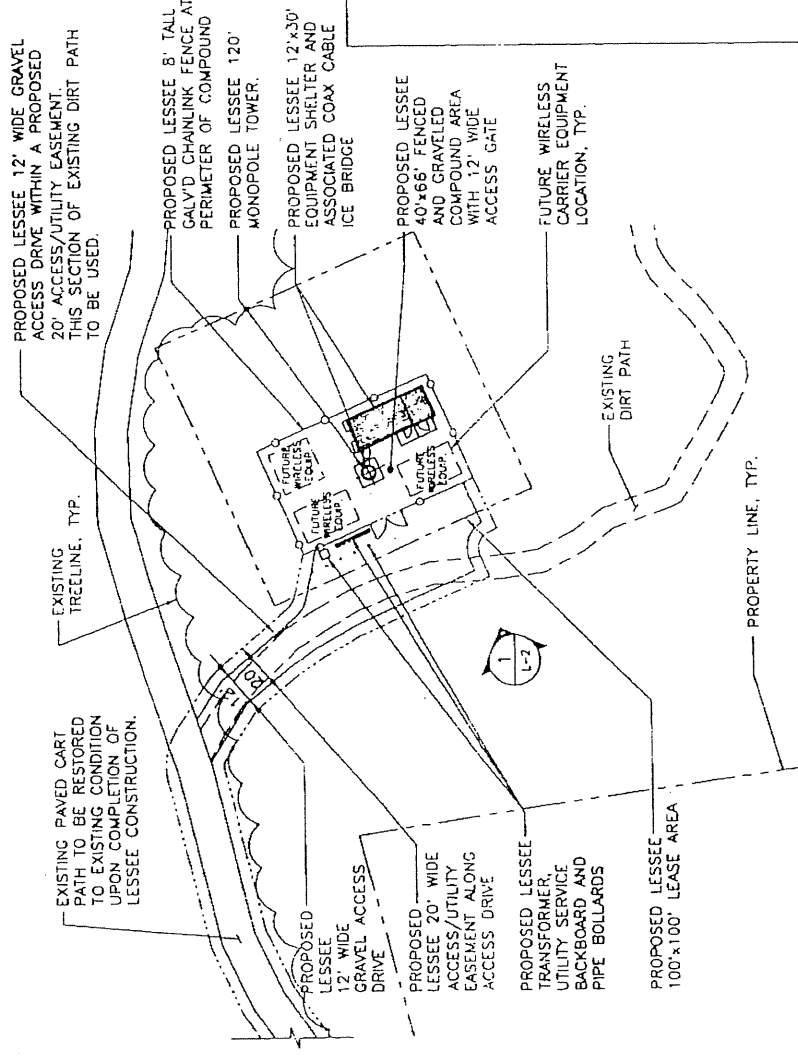 PROPOSED LESSEE 12' WIDE GRAVEL
ACCESS DRIVE WITHIN A PROPOSED
20' ACCESS/UTILITY EASEMENT.
THIS SECTION OF EXISTING DIRT PATH
TO BE USED.
EXISTING
TREELINE, TYP.
EXISTING PAVED CART
PATH TO BE RESTORED
TO EXISTING CONDITION
UPON COMPLETION OF
LESSEE CONSTRUCTION.
PROPOSED LESSEE 8' TALL
GALV'D CHAINLINK FENCE AT
PERIMETER OF COMPOUND
PROPOSED LESSEE 120'
MONOPOLE TOWER.
PROPOSED LESSEE 12'x30'
EQUIPMENT SHELTER AND
ASSOCIATED COAX CABLE
ICE BRIDGE
PROPOSED LESSEE
40'x66' FENCED
AND GRAVELED
COMPOUND AREA
WITH 12' WIDE
ACCESS GATE
FUTURE WIRELESS
CARRIER EQUIPMENT
LOCATION, TYP.
FUTURE
WIRELESS
EQUIP.
FUTURE
WIRELESS
EQUIP.
FUTURE
WIRELESS
EQUIP.
12'
20'
EXISTING
DIRT PATH
1
L-2
PROPERTY LINE, TYP.
PROPOSED
LESSEE
12' WIDE
GRAVEL ACCESS
DRIVE
PROPOSED
LESSEE 20' WIDE
ACCESS/UTILITY
EASEMENT ALONG
ACCESS DRIVE
PROPOSED LESSEE
TRANSFORMER,
UTILITY SERVICE
BACKBOARD AND
PIPE BOLLARDS
PROPOSED LESSEE
100'x100' LEASE AREA